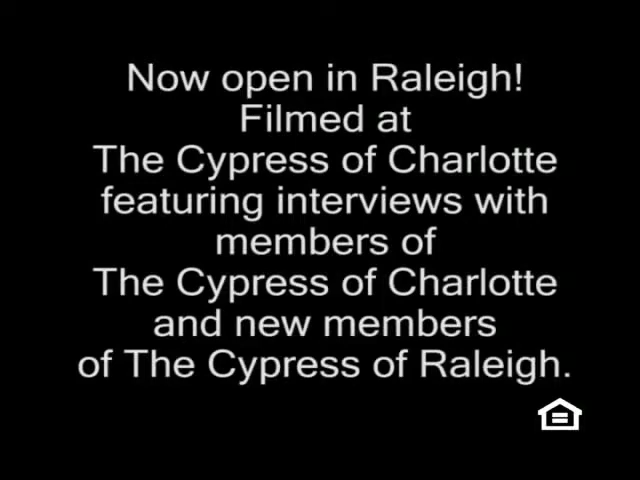 Now open in Raleigh!
Filmed at
The Cypress of Charlotte
featuring interviews with
members of
The Cypress of Charlotte
and new members
of The Cypress of Raleigh.